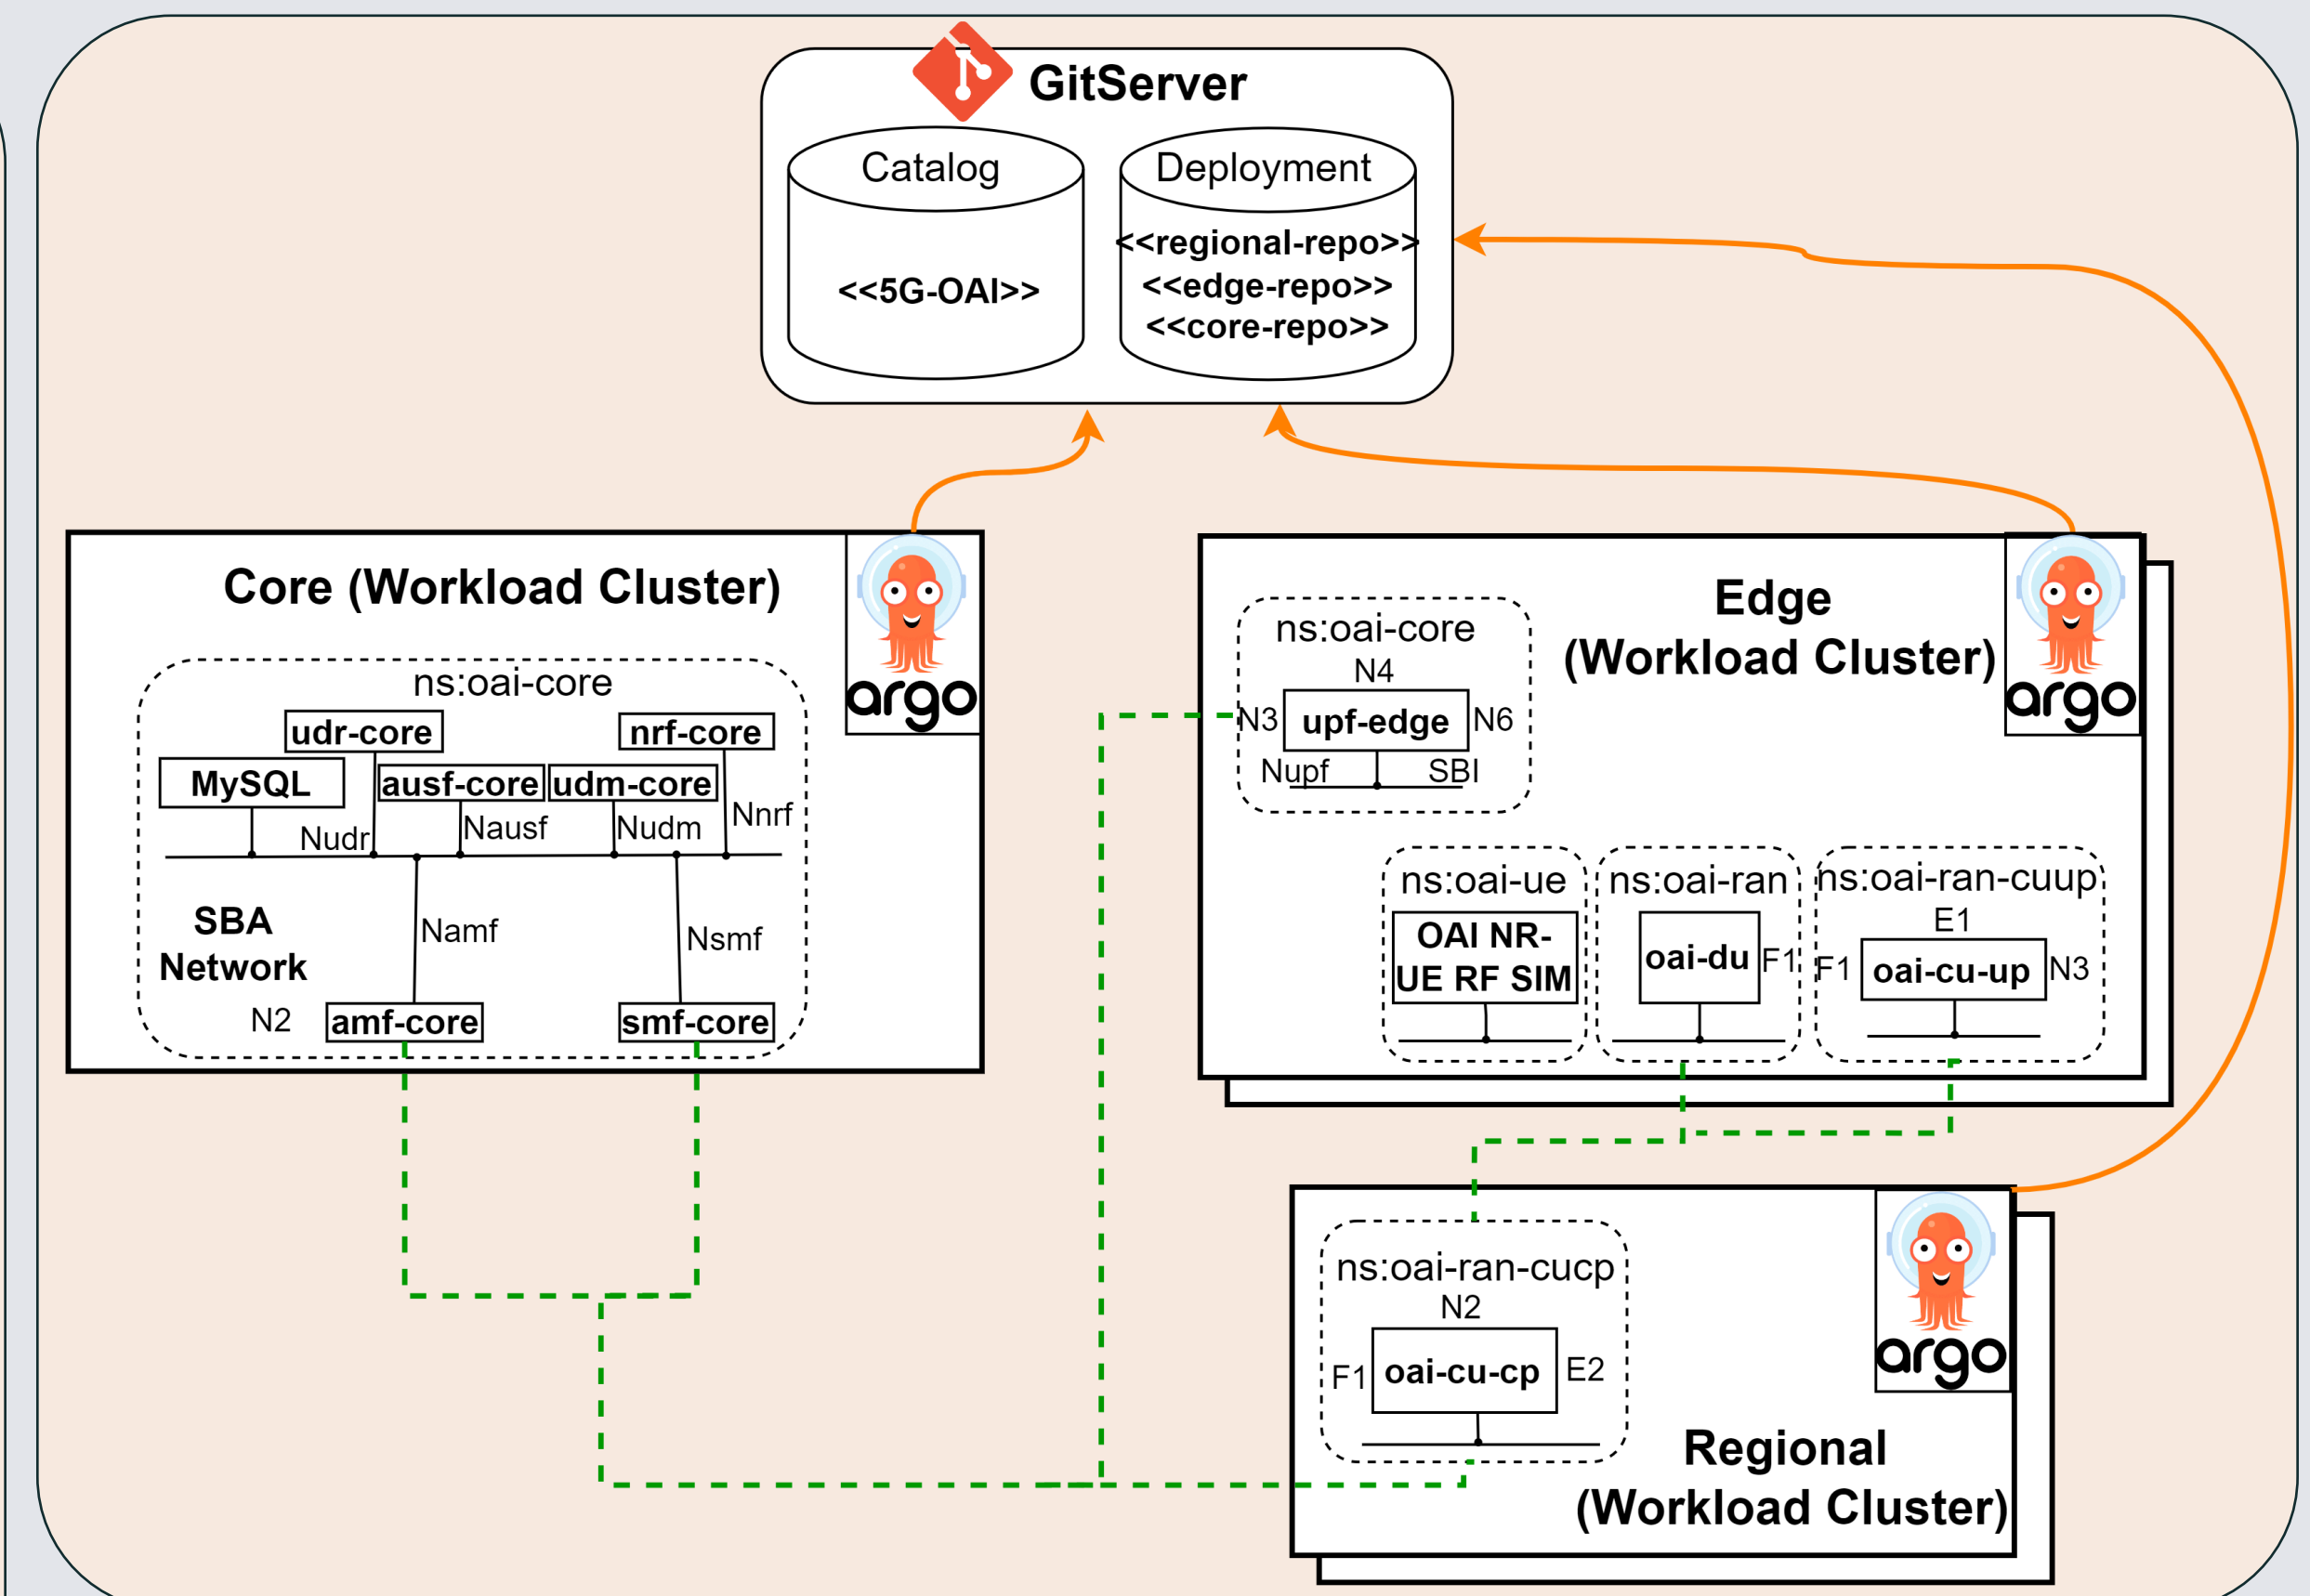 GitServer
Catalog
<<5G-OAI>>
Deployment
<<regional-repo>>
<<edge-repo>>
<<core-repo>>
Core (Workload Cluster)
argo
ns:oai-core
udr-core
nrf-core
MySQL
ausf-core
udm-core
Nudr
Nausf
Nudm
Nnrf
SBA
Network
Namf
Nsmf
N2
amf-core
smf-core
Edge
(Workload Cluster)
argo
ns:oai-core
N4
N3
upf-edge
N6
Nupf
SBI
ns:oai-ue
OAI NR-
UE RF SIM
ns:oai-ran
oai-du
F1
ns:oai-ran-cuup
E1
F1
oai-cu-up
N3
ns:oai-ran-cucp
N2
F1
oai-cu-cp
E2
argo
Regional
(Workload Cluster)